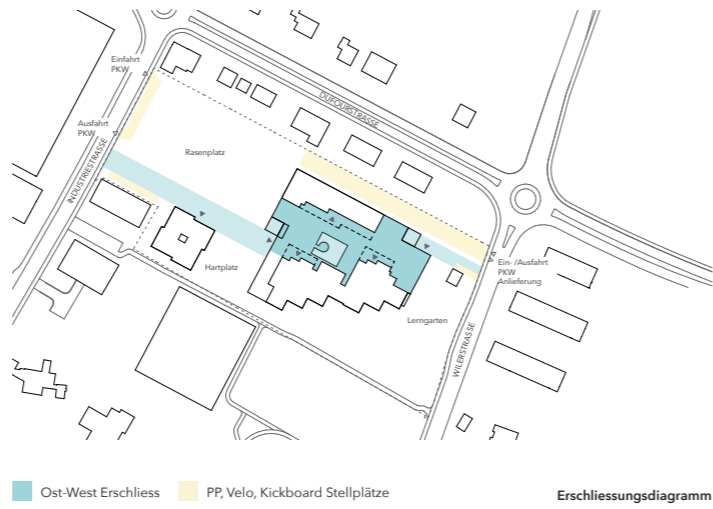 Einfahrt
PKW
DUFOURSTRASSE
Ausfahrt
PKW
Rasenplatz
INDUSTRIESTRASSE
Hartplatz
Ein- /Ausfahrt
PKW
Anlieferung
Lerngarten
WILERSTRASSE
Ost-West Erschliess
PP, Velo, Kickboard Stellplätze
Erschliessungsdiagramm